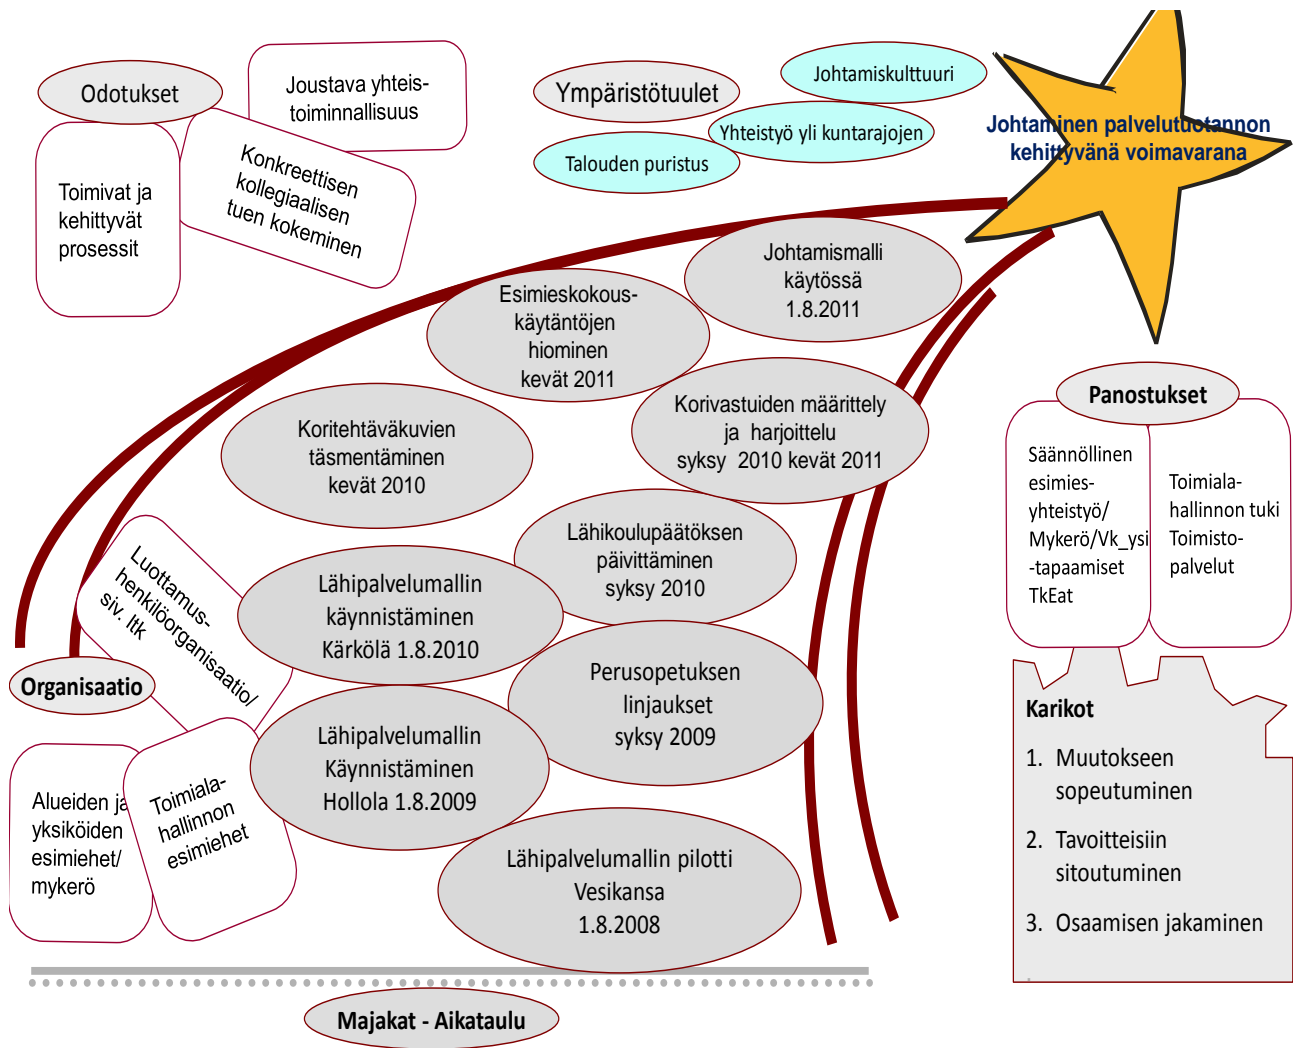 Odotukset
Joustava yhteis-
toiminnallisuus
Konkreettisen
kollegiaalisen
tuen kokeminen
Toimivat ja
kehittyvät
prosessit
Ympäristötuulet
Johtamiskulttuuri
Yhteistyö yli kuntarajojen
Talouden puristus
Johtaminen palvelutuotannon
kehittyvänä voimavarana
Johtamismalli
käytössä
1.8.2011
Esimieskokous-
käytäntöjen
hiominen
kevät 2011
Korivastuiden määrittely
ja harjoittelu
syksy 2010 kevät 2011
Koritehtäväkuvien
täsmentäminen
kevät 2010
Lähikoulupäätöksen
päivittäminen
syksy 2010
Lähipalvelumallin
käynnistäminen
Kärkölä 1.8.2010
Perusopetuksen
linjaukset
syksy 2009
Lähipalvelumallin
Käynnistäminen
Hollola 1.8.2009
Lähipalvelumallin pilotti
Vesikansa
1.8.2008
Luottamus-
henkilöorganisaatio/
siv. ltk
Organisaatio
Alueiden ja
yksiköiden
esimiehet/
mykerö
Toimiala-
hallinnon
esimiehet
Panostukset
Säännöllinen
esimies-
yhteistyö/
Mykerö/Vk_ysi
-tapaamiset
TkEat
Toimiala-
hallinnon tuki
Toimisto-
palvelut
Karikot
1. Muutokseen
sopeutuminen
2. Tavoitteisiin
sitoutuminen
3. Osaamisen jakaminen
.
Majakat - Aikataulu